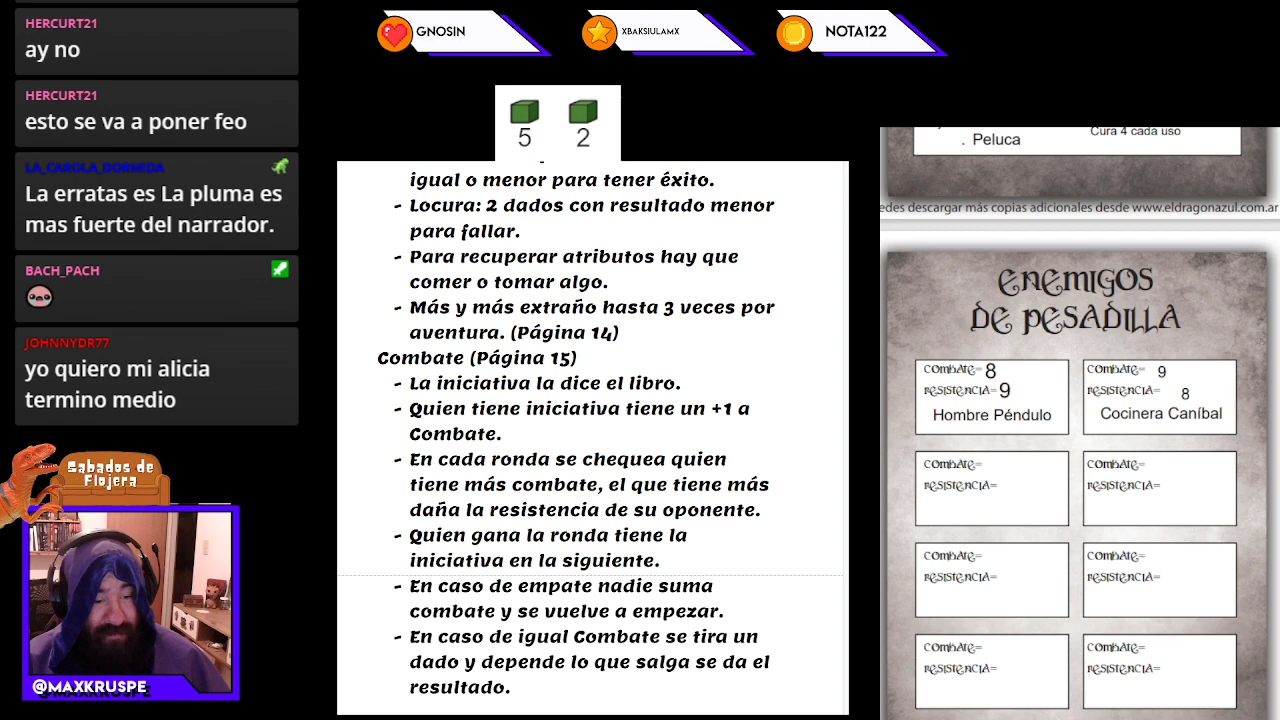 HERCURT21
ay no
HERCURT21
esto se va a poner feo
LA_CAROLA_DORMIDA
La erratas es La pluma es
mas fuerte del narrador.
BACH_PACH
JOHNNYDR77
yo quiero mi alicia
termino medio
Sabados de
Flojera
@MAXKRUSPE
GNOSIN
XBAKSIULAMX
NOTA122
5 2
igual o menor para tener éxito.
- Locura: 2 dados con resultado menor
para fallar.
- Para recuperar atributos hay que
comer o tomar algo.
- Más y más extraño hasta 3 veces por
aventura. (Página 14)
Combate (Página 15)
- La iniciativa la dice el libro.
- Quien tiene iniciativa tiene un +1 a
Combate.
- En cada ronda se chequea quien
tiene más combate, el que tiene más
daña la resistencia de su oponente.
- Quien gana la ronda tiene la
iniciativa en la siguiente.
- En caso de empate nadie suma
combate y se vuelve a empezar.
- En caso de igual Combate se tira un
dado y depende lo que salga se da el
resultado.
. Peluca
Cura 4 cada uso
edes descargar más copias adicionales desde www.eldragonazul.com.ar
ENEMIGOS
DE PESADILLA
COMBATE= 8
RESISTENCIA= 9
Hombre Péndulo
COMBATE= 9
RESISTENCIA= 8
Cocinera Caníbal
COMBATE=
RESISTENCIA=
COMBATE=
RESISTENCIA=
COMBATE=
RESISTENCIA=
COMBATE=
RESISTENCIA=
COMBATE=
RESISTENCIA=
COMBATE=
RESISTENCIA=